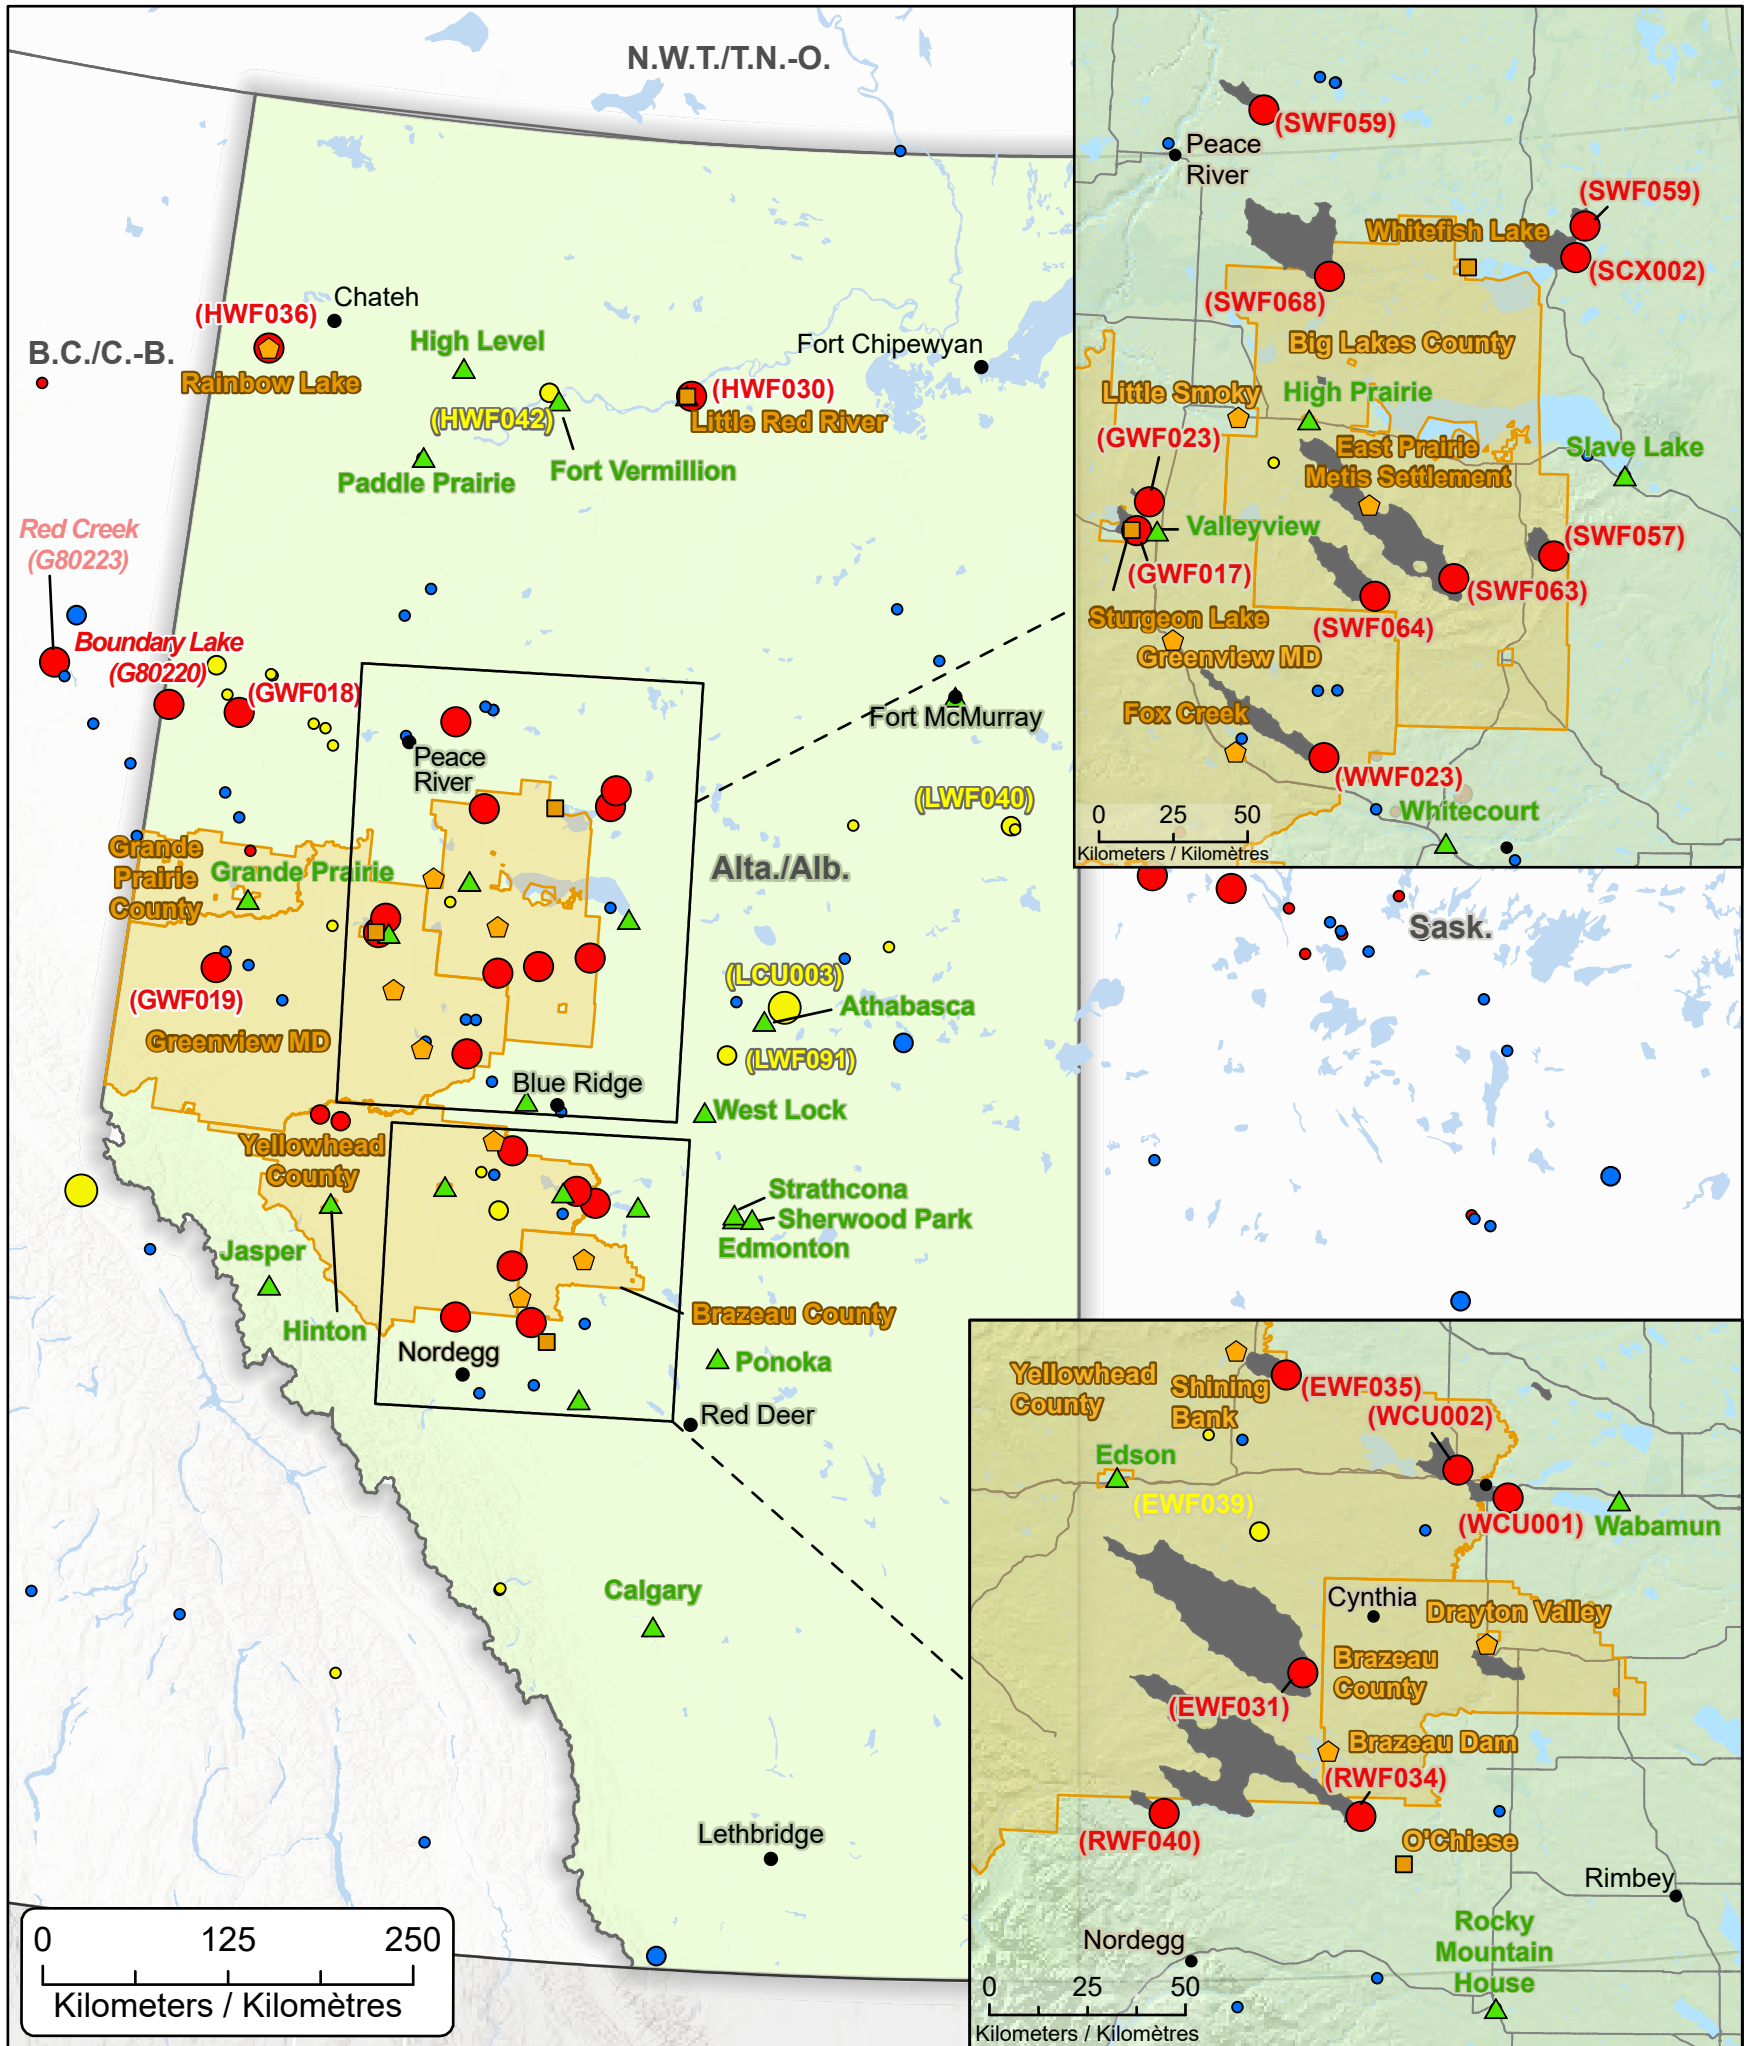 N.W.T./T.N.-O.
B.C./C.-B.
(HWF036)
Chateh
Rainbow Lake
High Level
(HWF042)
Fort Vermillion
Paddle Prairie
(HWF030)
Little Red River
Fort Chipewyan
Red Creek
(G80223)
Boundary Lake
(G80220)
(GWF018)
Peace
River
Fort McMurray
(LWF040)
Alta./Alb.
Grande
Prairie
County
Grande Prairie
(GWF019)
Greenview MD
(LCU003)
Athabasca
(LWF091)
Blue Ridge
West Lock
Yellowhead
County
Strathcona
Sherwood Park
Edmonton
Jasper
Hinton
Brazeau County
Nordegg
Ponoka
Red Deer
Calgary
Lethbridge
Sask.
0 125 250
Kilometers / Kilomètres
(SWF059)
Peace
River
(SWF059)
Whitefish Lake
(SCX002)
(SWF068)
Big Lakes County
Little Smoky
High Prairie
(GWF023)
East Prairie
Metis Settlement
Slave Lake
Valleyview
(SWF057)
(GWF017)
(SWF063)
Sturgeon Lake
(SWF064)
Greenview MD
Fox Creek
(WWF023)
Whitecourt
0 25 50
Kilometers / Kilomètres
Yellowhead
County
Shining
Bank
(EWF035)
(WCU002)
Edson
(EWF039)
(WCU001)
Wabamun
Cynthia
Drayton Valley
Brazeau
County
(EWF031)
Brazeau Dam
(RWF034)
(RWF040)
O'Chiese
Rimbey
Rocky
Mountain
House
Nordegg
0 25 50
Kilometers / Kilomètres